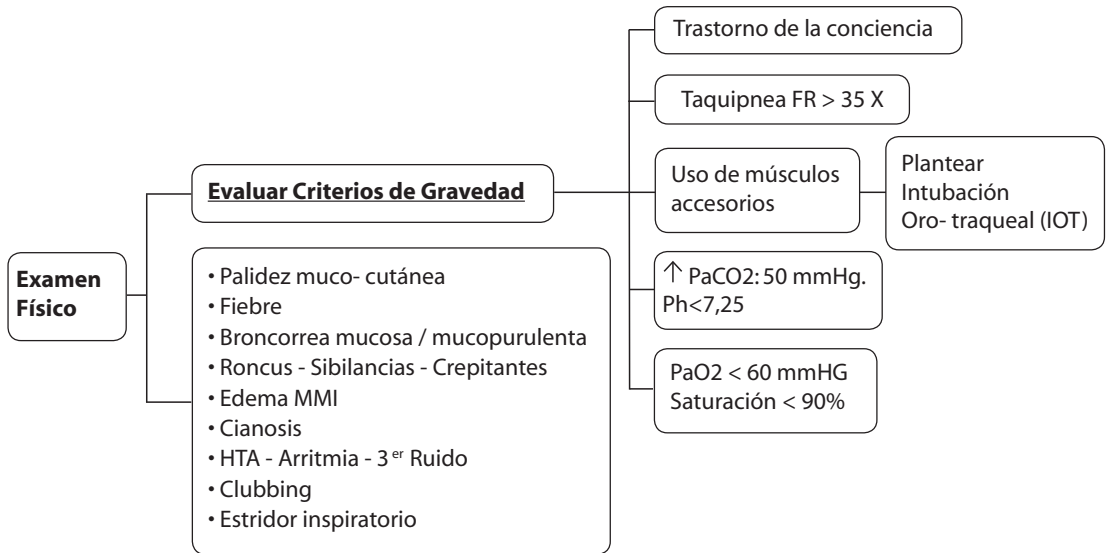 Examen
Físico
Evaluar Criterios de Gravedad
• Palidez muco- cutánea
• Fiebre
• Broncorrea mucosa / mucopurulenta
• Roncus - Sibilancias - Crepitantes
• Edema MMI
• Cianosis
• HTA - Arritmia - 3 er Ruido
• Clubbing
• Estridor inspiratorio
Trastorno de la conciencia
Taquipnea FR > 35 X
Uso de músculos
accesorios
Plantear
Intubación
Oro- traqueal (IOT)
↑ PaCO2: 50 mmHg.
Ph<7,25
PaO2 < 60 mmHG
Saturación < 90%